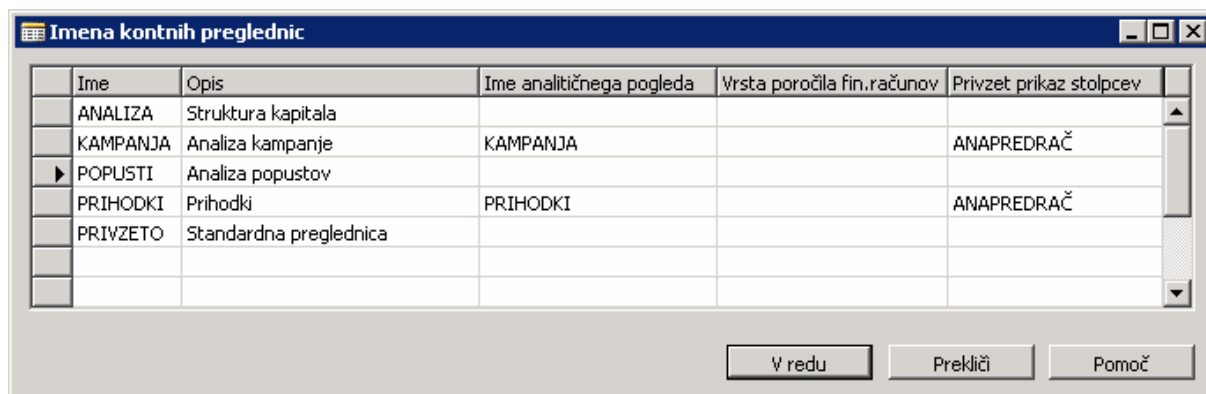 Imena kontnih preglednic
Ime Opis Ime analitičnega pogleda Vrsta poročila fin.računov Privzet prikaz stolpcev
ANALIZA Struktura kapitala
KAMPANJA Analiza kampanje KAMPANJA ANAPREDRAČ
POPUSTI Analiza popustov
PRIHODKI Prihodki PRIHODKI ANAPREDRAČ
PRIVZETO Standardna preglednica
V redu Prekliči Pomoč